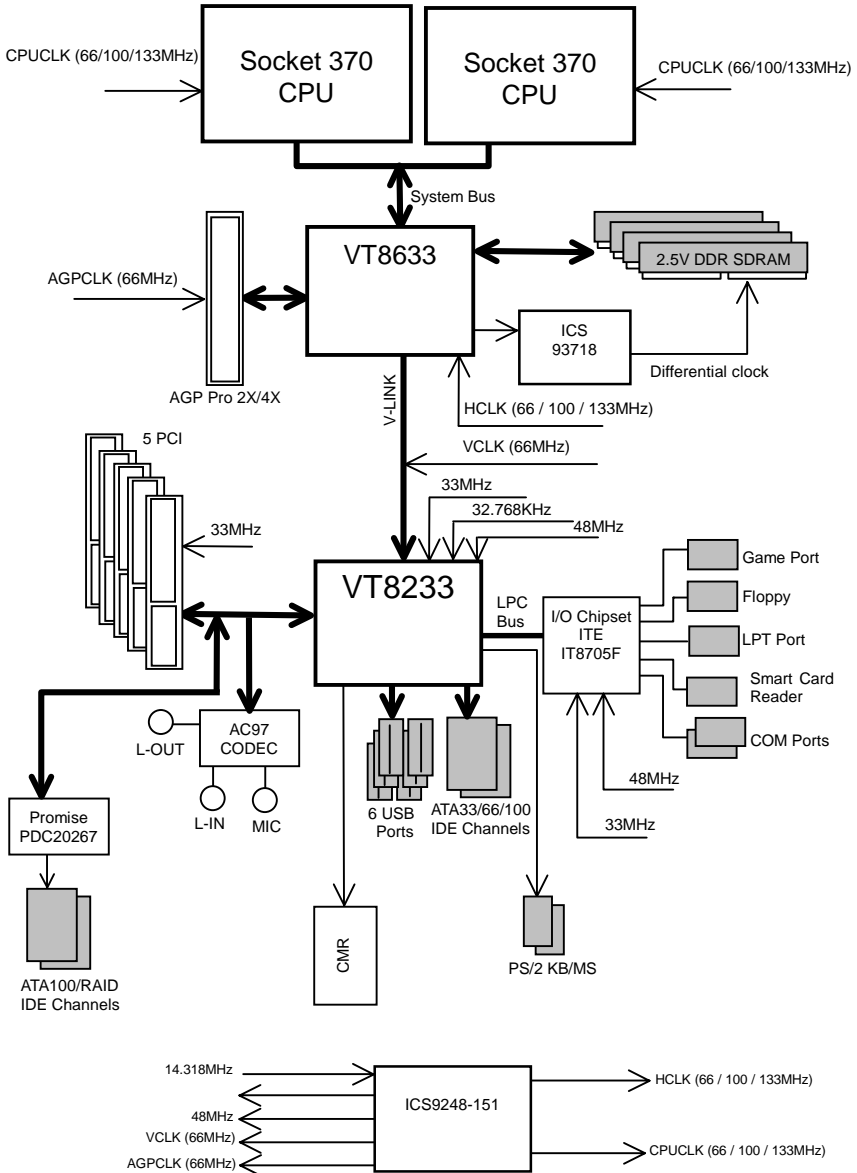 CPUCLK (66/100/133MHz)
Socket 370
CPU
Socket 370
CPU
CPUCLK (66/100/133MHz)
System Bus
VT8633
2.5V DDR SDRAM
AGPCLK (66MHz)
ICS
93718
Differential clock
AGP Pro 2X/4X
V-LINK
HCLK (66 / 100 / 133MHz)
VCLK (66MHz)
5 PCI
33MHz
33MHz
32.768KHz
48MHz
VT8233
LPC
Bus
I/O Chipset
ITE
IT8705F
Game Port
Floppy
LPT Port
Smart Card
Reader
COM Ports
48MHz
33MHz
AC97
CODEC
L-OUT
L-IN
MIC
6 USB
Ports
ATA33/66/100
IDE Channels
Promise
PDC20267
ATA100/RAID
IDE Channels
CMR
PS/2 KB/MS
14.318MHz
48MHz
VCLK (66MHz)
AGPCLK (66MHz)
ICS9248-151
HCLK (66 / 100 / 133MHz)
CPUCLK (66 / 100 / 133MHz)